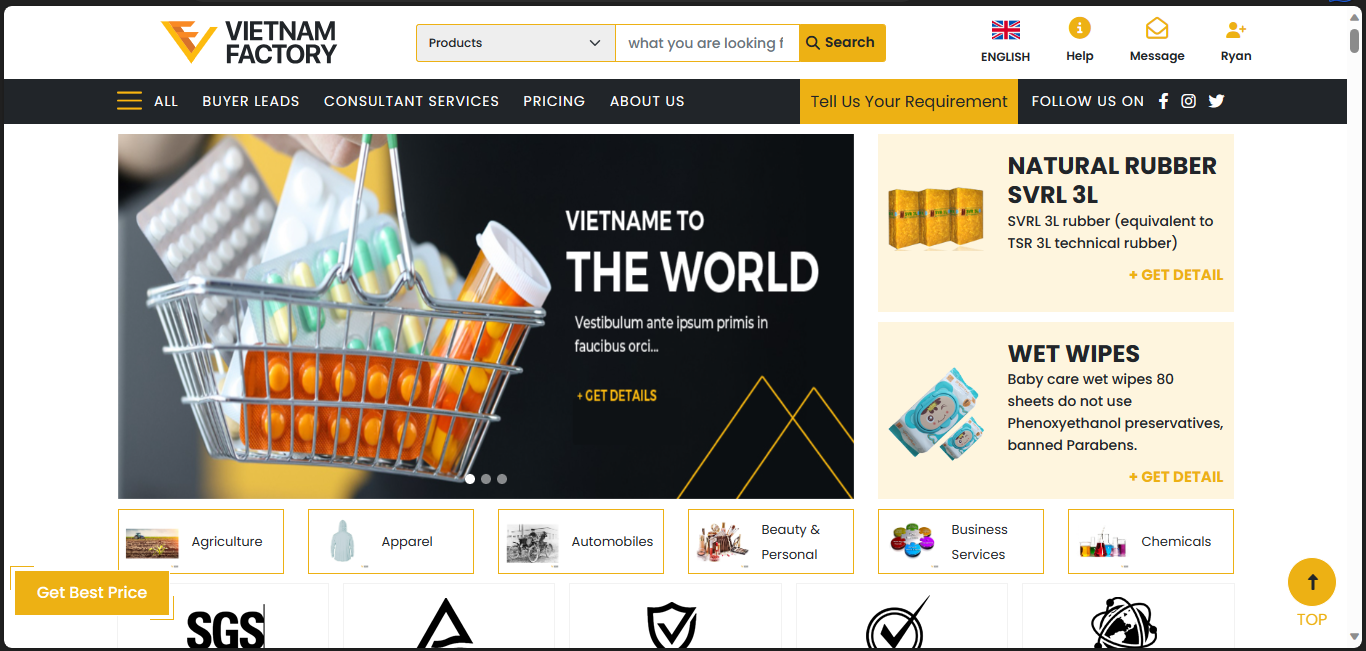 VIETNAM
FACTORY
Products
what you are looking f
Search
ENGLISH
Help
Message
Ryan
ALL
BUYER LEADS
CONSULTANT SERVICES
PRICING
ABOUT US
Tell Us Your Requirement
FOLLOW US ON
VIETNAME TO
THE WORLD
Vestibulum ante ipsum primis in
faucibus orci...
+ GET DETAILS
NATURAL RUBBER
SVRL 3L
SVRL 3L rubber (equivalent to
TSR 3L technical rubber)
+ GET DETAIL
WET WIPES
Baby care wet wipes 80
sheets do not use
Phenoxyethanol preservatives,
banned Parabens.
+ GET DETAIL
Agriculture
Apparel
Automobiles
Beauty &
Personal
Business
Services
Chemicals
Get Best Price
SGS
TOP